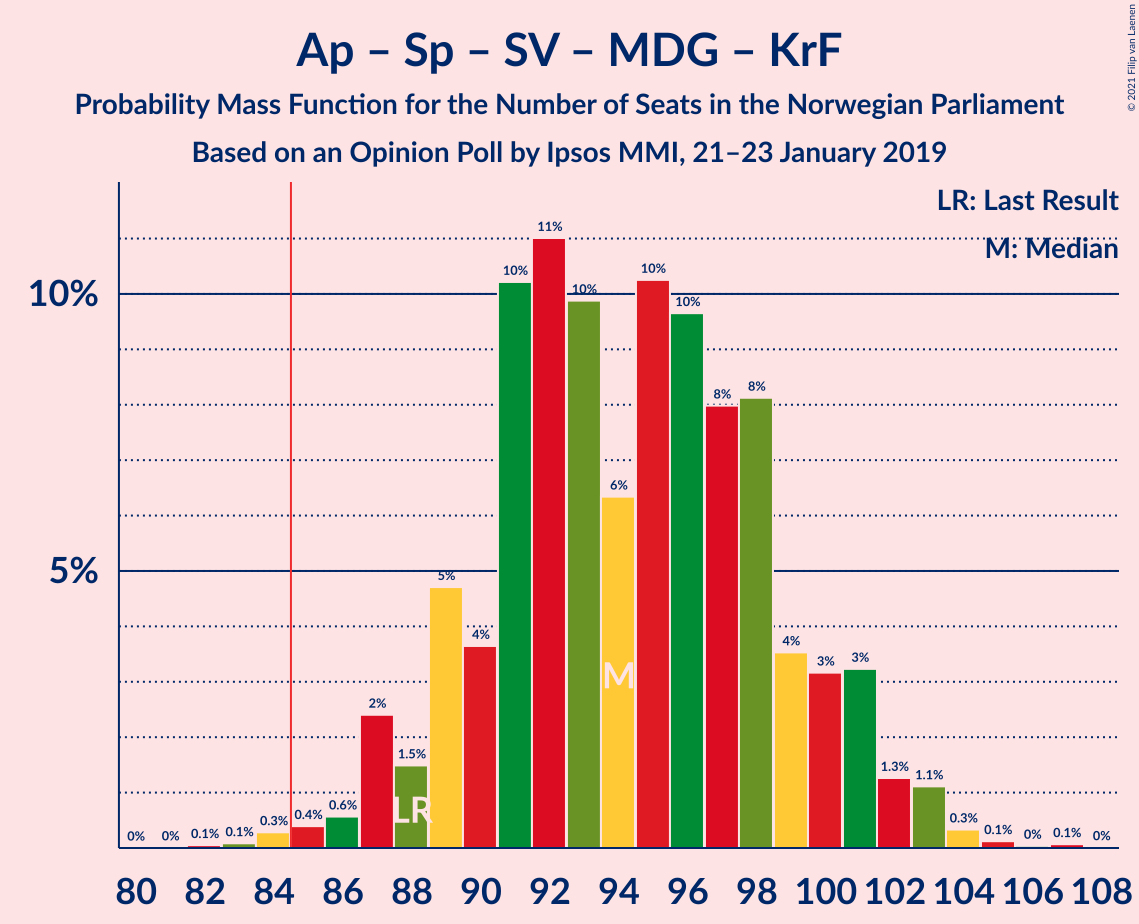 Ap – Sp – SV – MDG – KrF
Probability Mass Function for the Number of Seats in the Norwegian Parliament
Based on an Opinion Poll by Ipsos MMI, 21–23 January 2019
© 2021 Filip van Laenen
LR: Last Result
M: Median
10%
5%
0% 0% 0.1% 0.1% 0.3% 0.4% 0.6% 2% 1.5% 5% 4% 10% 11% 10% 6% 10% 10% 8% 8% 4% 3% 3% 1.3% 1.1% 0.3% 0.1% 0% 0.1% 0%
LR
M
80 82 84 86 88 90 92 94 96 98 100 102 104 106 108